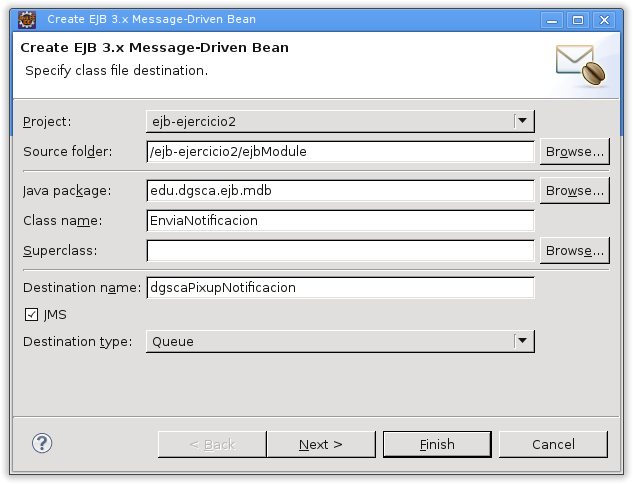 Create EJB 3.x Message-Driven Bean
Create EJB 3.x Message-Driven Bean
Specify class file destination.
Project: ejb-ejercicio2
Source folder: /ejb-ejercicio2/ejbModule Browse...
Java package: edu.dgsca.ejb.mdb Browse...
Class name: EnviaNotificacion
Superclass: Browse...
Destination name: dgscaPixupNotificacion
JMS
Destination type: Queue
? < Back Next > Finish Cancel